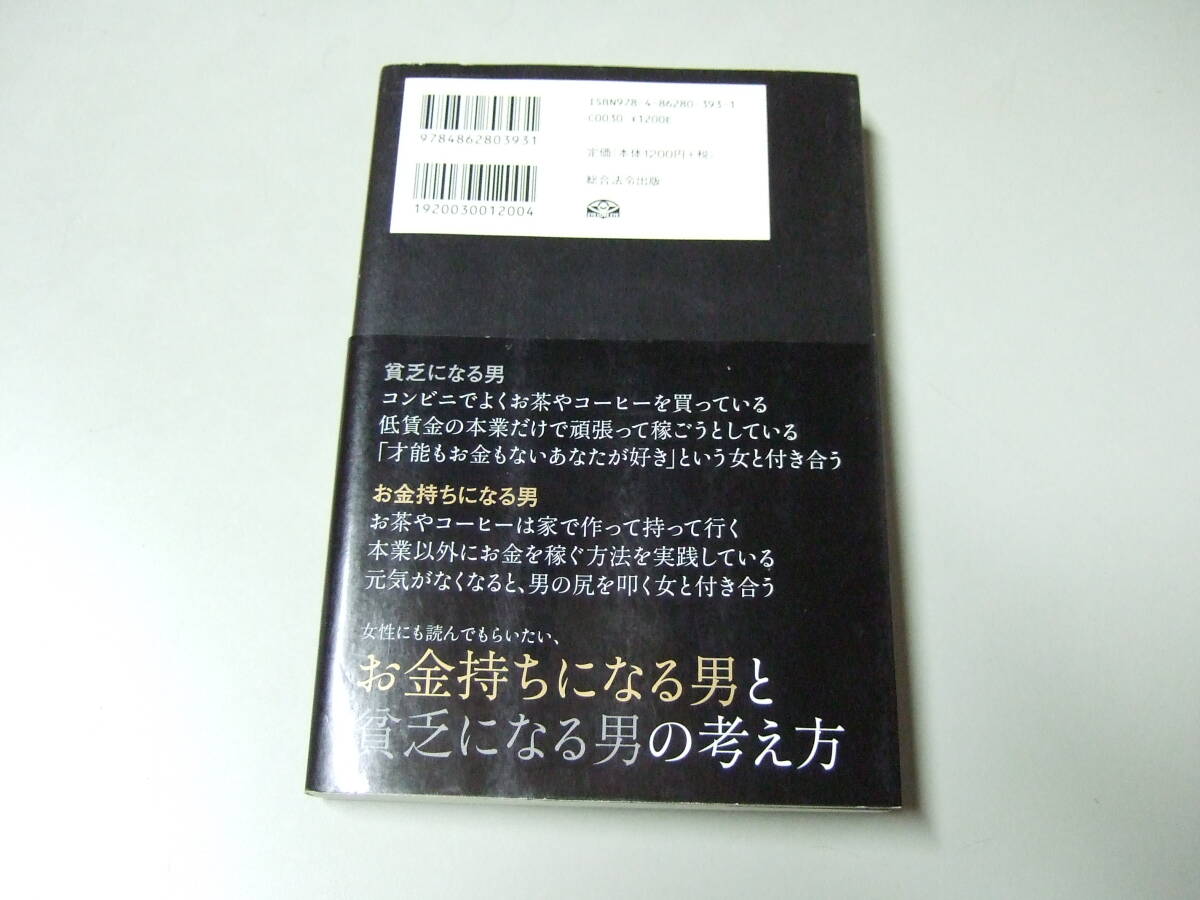 9784862803931
1920030012004
ISBN978-4-86280-393-1
C0030 ¥1200E
定価 本体1200円+税
総合法令出版
貧乏になる男
コンビニでよくお茶やコーヒーを買っている
低賃金の本業だけで頑張って稼ごうとしている
「才能もお金もないあなたが好き」という女と付き合う
お金持ちになる男
お茶やコーヒーは家で作って持って行く
本業以外にお金を稼ぐ方法を実践している
元気がなくなると、男の尻を叩く女と付き合う
女性にも読んでもらいたい、
お金持ちになる男と
貧乏になる男の考え方